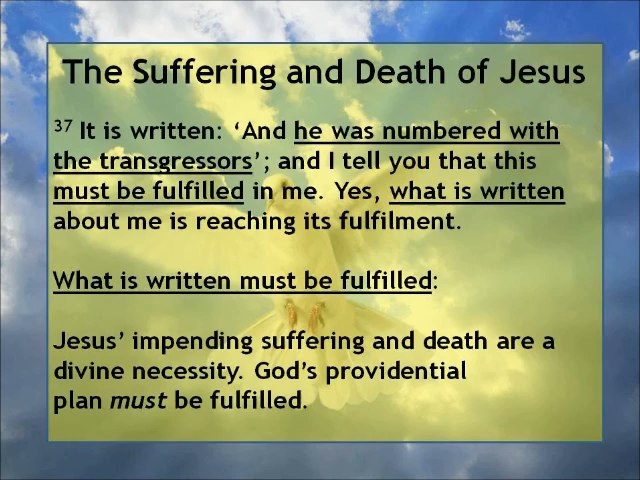 The Suffering and Death of Jesus
37 It is written: ‘And he was numbered with
the transgressors’; and I tell you that this
must be fulfilled in me. Yes, what is written
about me is reaching its fulfilment.
What is written must be fulfilled:
Jesus’ impending suffering and death are a
divine necessity. God’s providential
plan must be fulfilled.